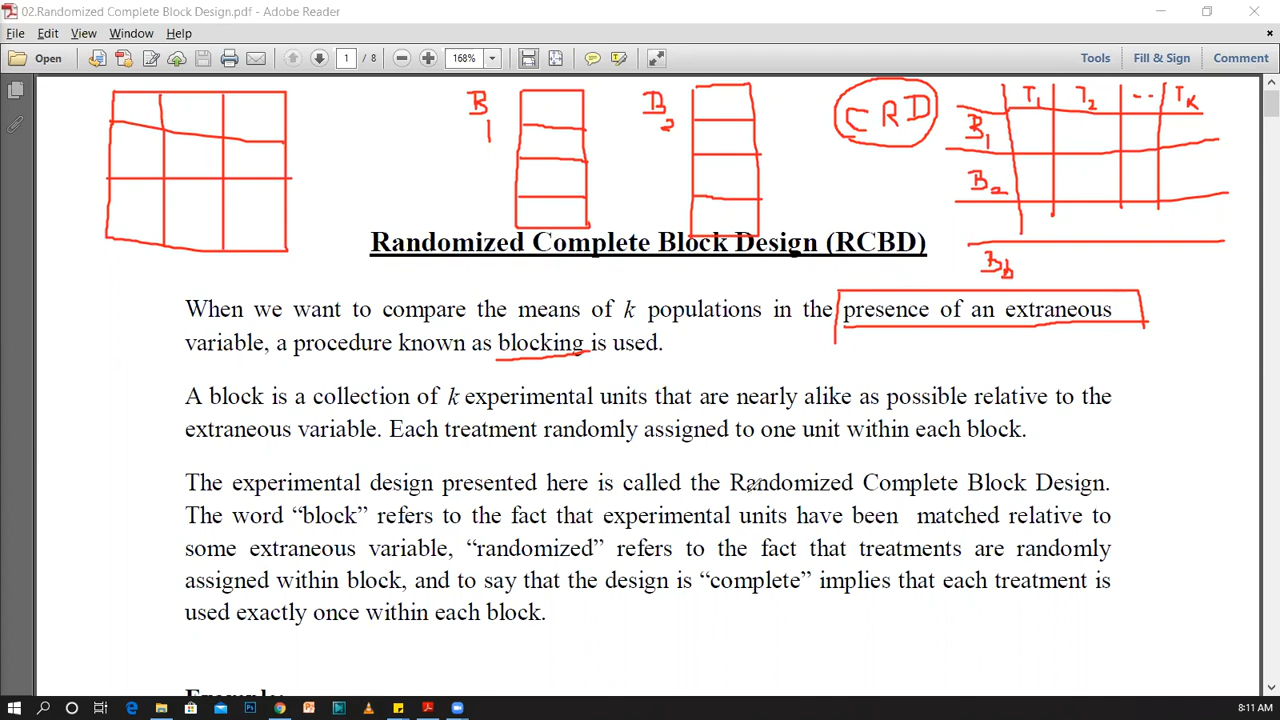 02.Randomized Complete Block Design.pdf - Adobe Reader
File Edit View Window Help
Open 1 / 8 168% Tools Fill & Sign Comment
B 1 B 2 CRD T1 T2 -- TK
B1
B2
Bb
Randomized Complete Block Design (RCBD)
When we want to compare the means of k populations in the presence of an extraneous
variable, a procedure known as blocking is used.
A block is a collection of k experimental units that are nearly alike as possible relative to the
extraneous variable. Each treatment randomly assigned to one unit within each block.
The experimental design presented here is called the Randomized Complete Block Design.
The word “block” refers to the fact that experimental units have been matched relative to
some extraneous variable, “randomized” refers to the fact that treatments are randomly
assigned within block, and to say that the design is “complete” implies that each treatment is
used exactly once within each block.
Example:
8:11 AM